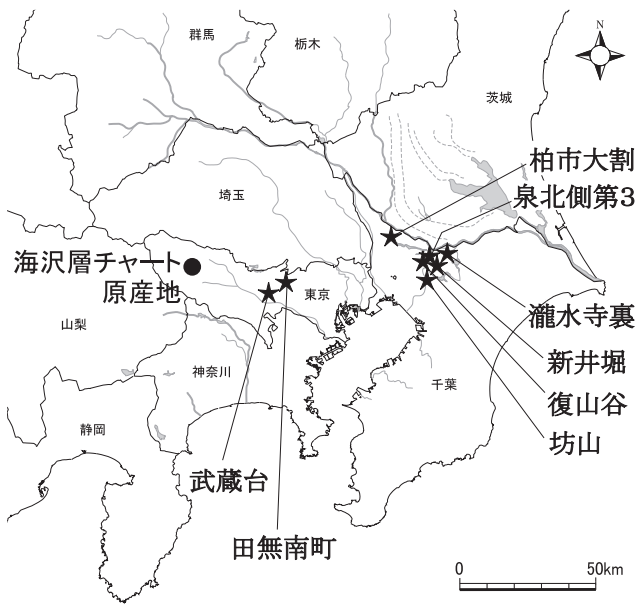 N
群馬
栃木
茨城
柏市大割
泉北側第3
埼玉
海沢層チャート
原産地
東京
瀧水寺裏
山梨
新井堀
神奈川
千葉
復山谷
静岡
坊山
武蔵台
田無南町
0 50km